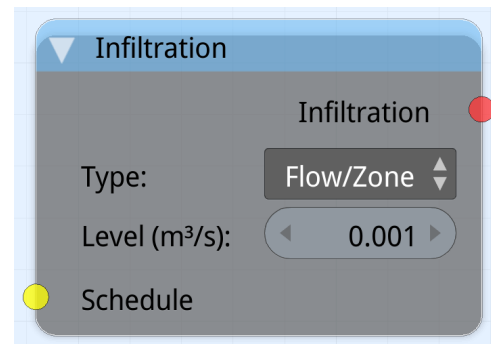 Infiltration
Infiltration
Type: Flow/Zone
Level (m³/s): 0.001
Schedule